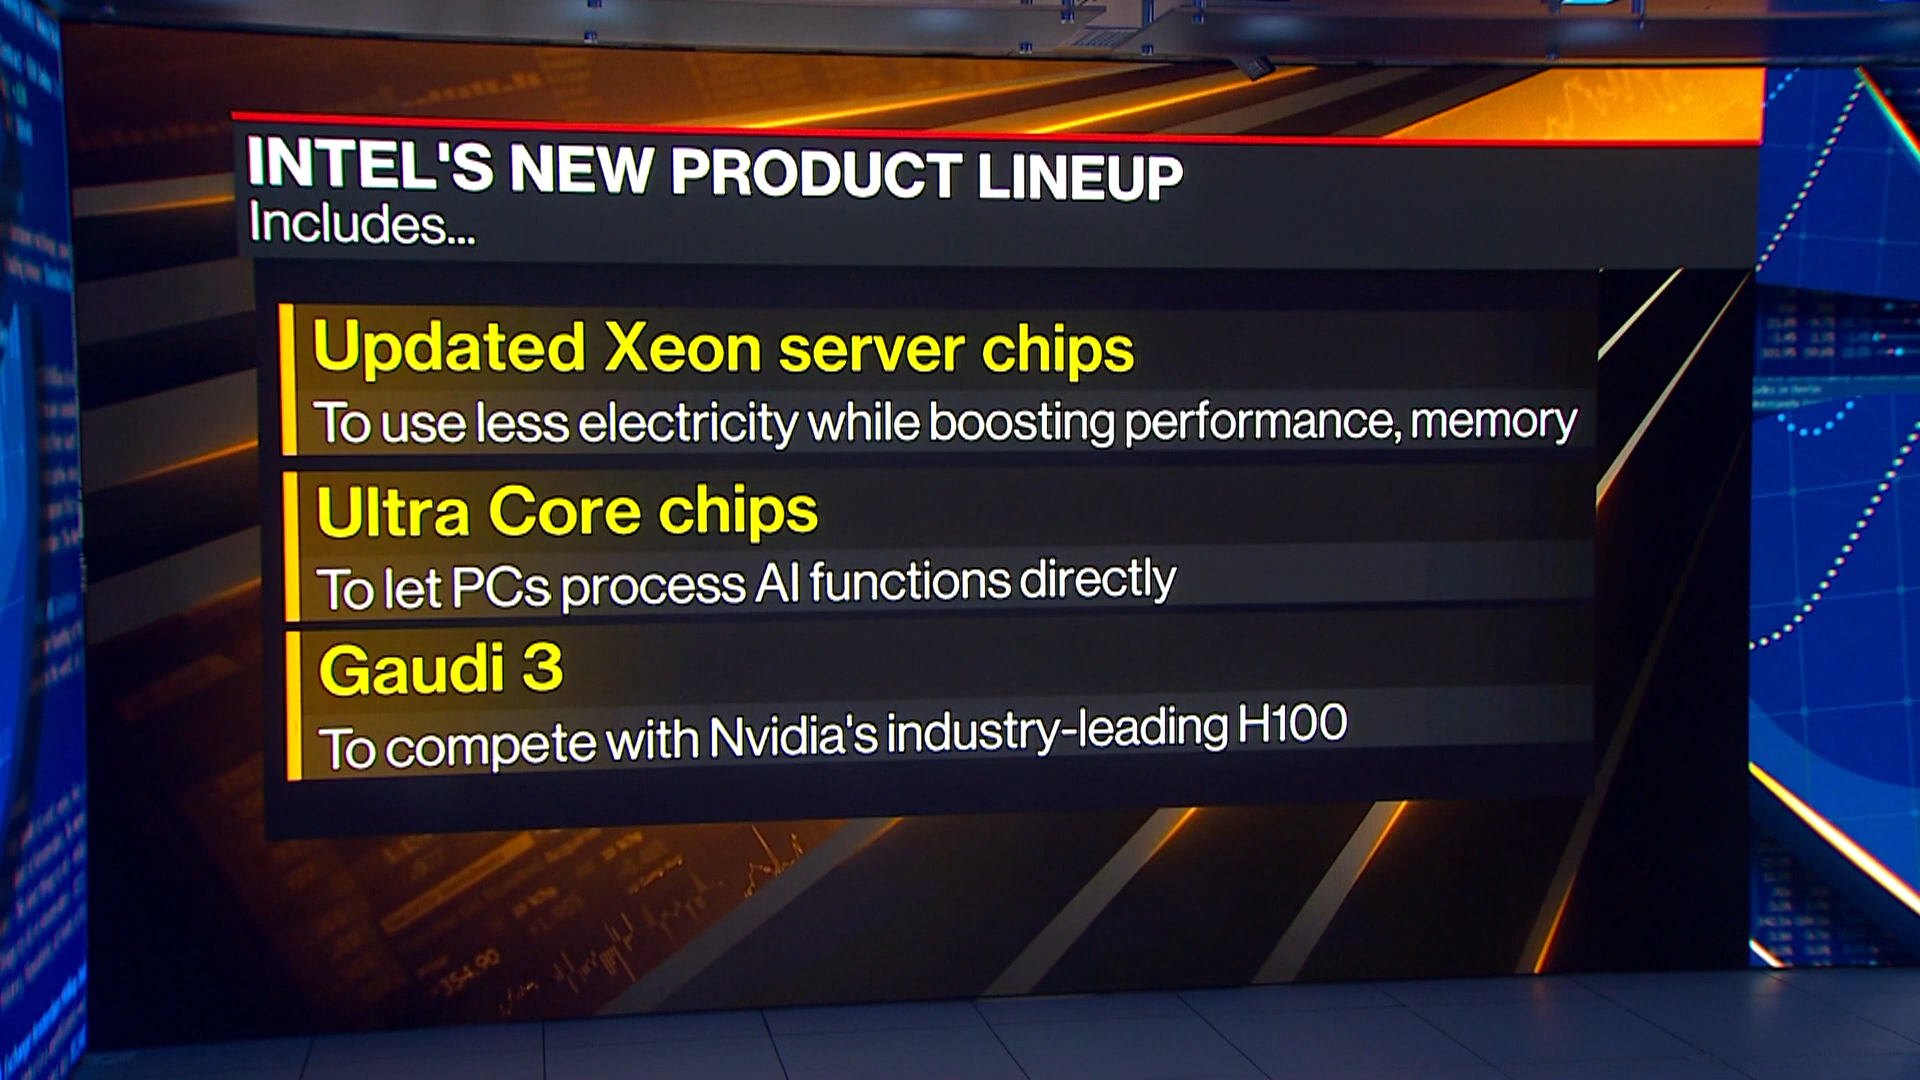 INTEL'S NEW PRODUCT LINEUP
Includes...
Updated Xeon server chips
To use less electricity while boosting performance, memory
Ultra Core chips
To let PCs process AI functions directly
Gaudi 3
To compete with Nvidia's industry-leading H100